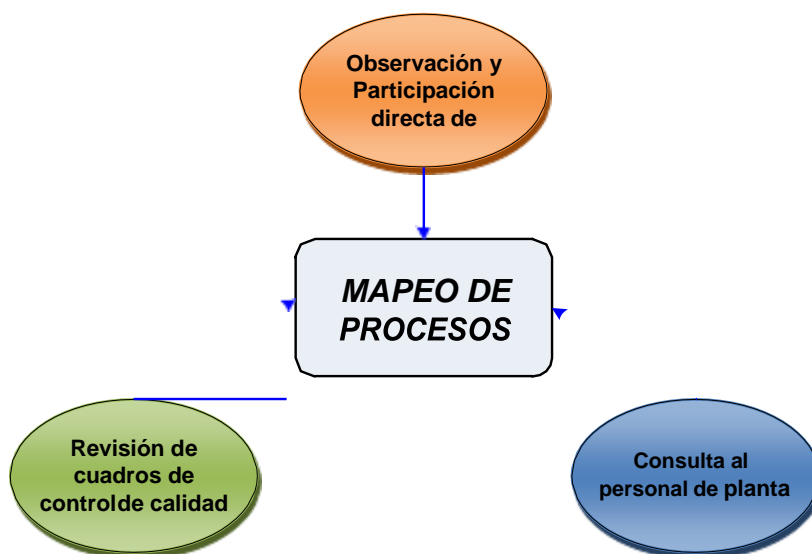 Observación y
Participación
directa de
MAPEO DE
PROCESOS
Revisión de
cuadros de
controlde calidad
Consulta al
personal de planta